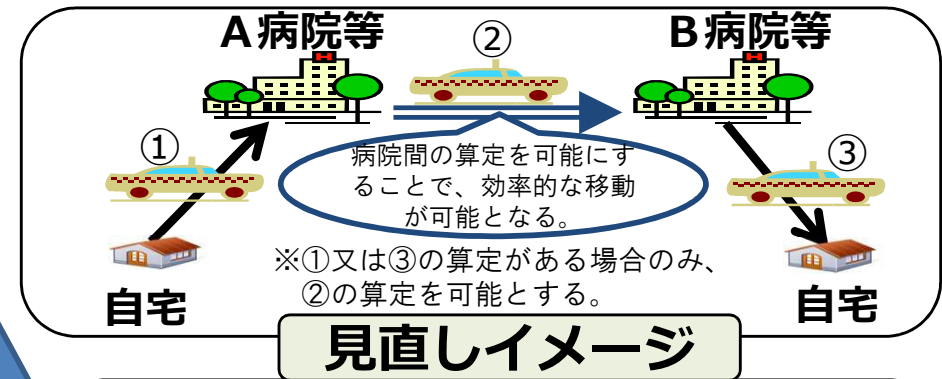 A病院等
②
B病院等
①
病院間の算定を可能にす
ることで、効率的な移動
が可能となる。
③
※①又は③の算定がある場合のみ、
②の算定を可能とする。
自宅
自宅
見直しイメージ